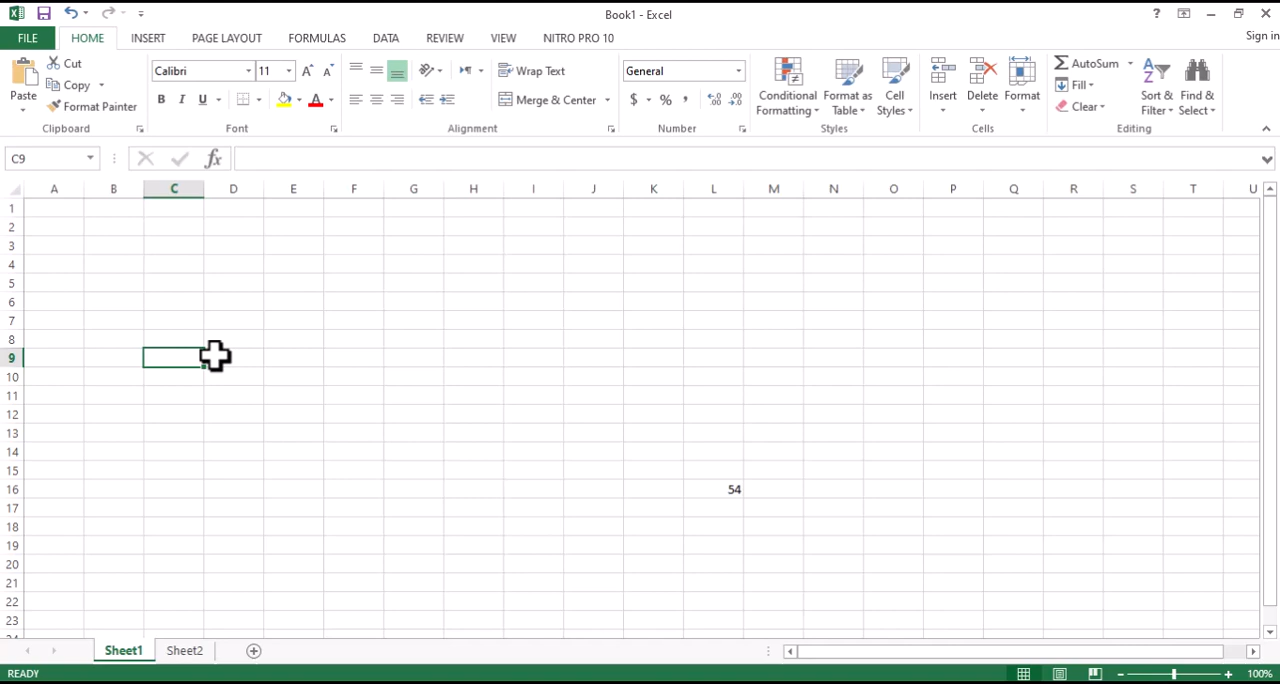 Book1 - Excel
?
Sign in
FILE HOME INSERT PAGE LAYOUT FORMULAS DATA REVIEW VIEW NITRO PRO 10
Paste
Cut
Copy
Format Painter
Clipboard
Calibri 11
B I U A
Font
Wrap Text
Merge & Center
Alignment
General
$ % ,
Number
Conditional Formatting
Format as Table
Cell Styles
Styles
Insert
Delete
Format
Cells
AutoSum
Fill
Clear
Sort & Filter
Find & Select
Editing
C9 fx
A B C D E F G H I J K L M N O P Q R S T U
1
2
3
4
5
6
7
8
9
10
11
12
13
14
15
16 54
17
18
19
20
21
22
23
24
Sheet1 Sheet2
READY 100%